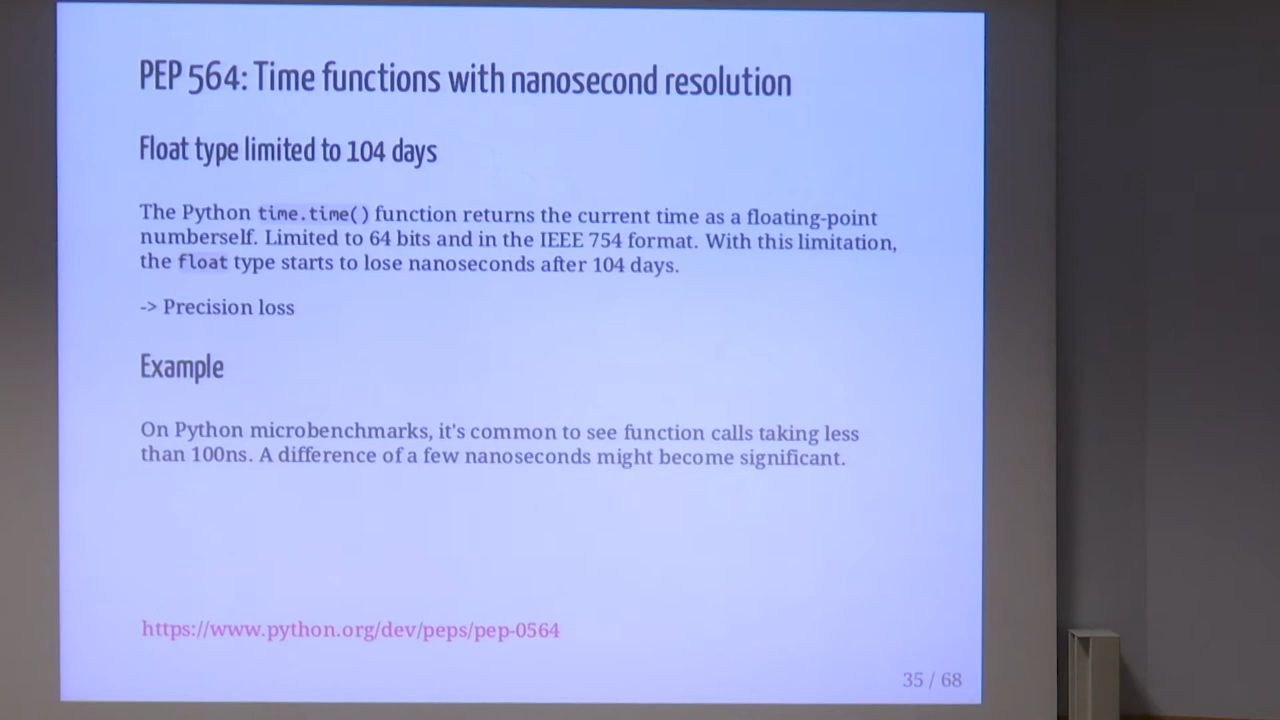 PEP 564: Time functions with nanosecond resolution
Float type limited to 104 days
The Python time.time() function returns the current time as a floating-point
numberself. Limited to 64 bits and in the IEEE 754 format. With this limitation,
the float type starts to lose nanoseconds after 104 days.
-> Precision loss
Example
On Python microbenchmarks, it's common to see function calls taking less
than 100ns. A difference of a few nanoseconds might become significant.
https://www.python.org/dev/peps/pep-0564
35 / 68